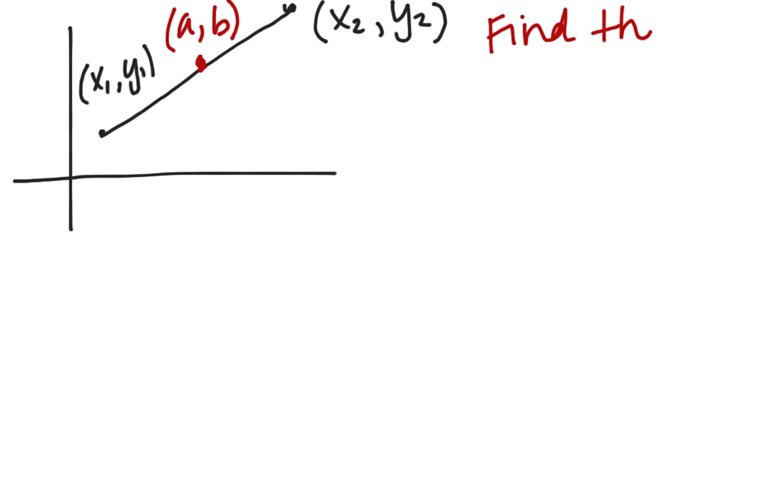 (a,b) (x₂,y₂) Find th
(x₁,y₁)